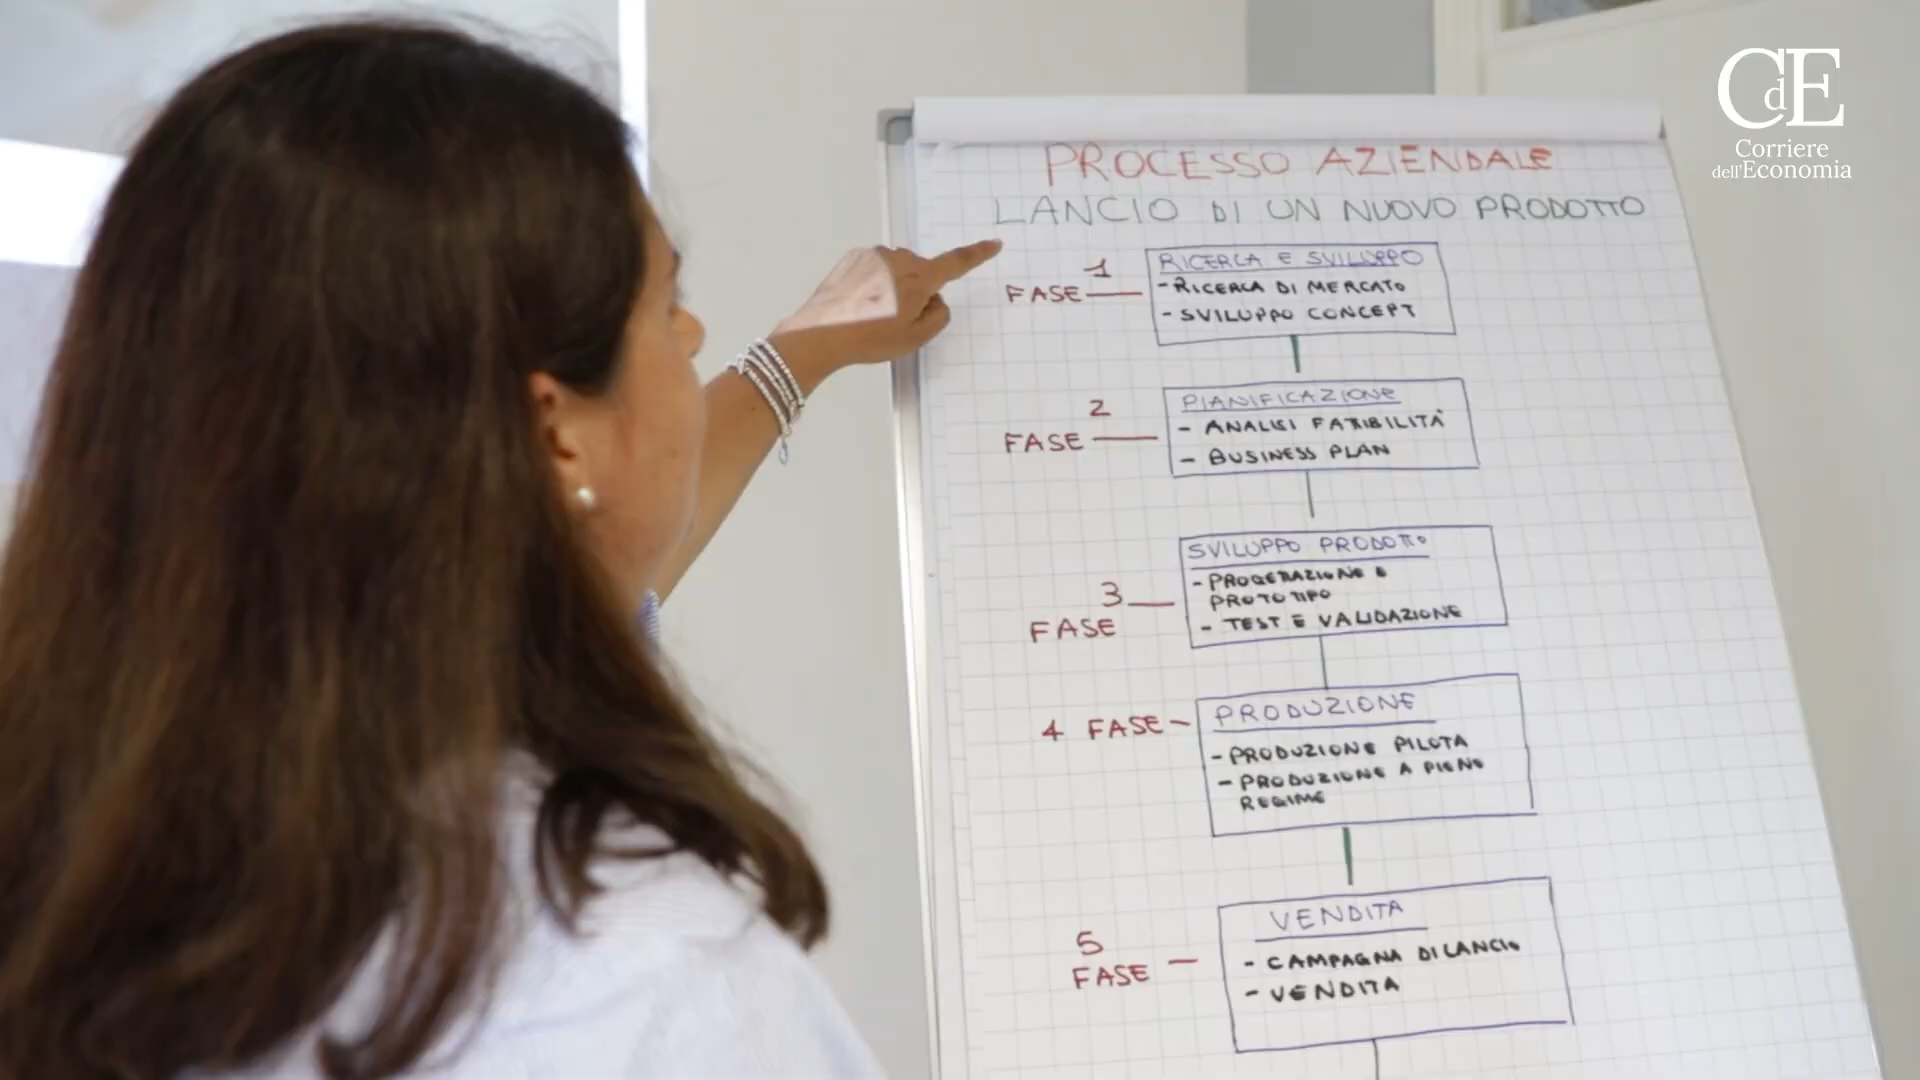 CdE
Corriere
dell'Economia
PROCESSO AZIENDALE
LANCIO DI UN NUOVO PRODOTTO
1
FASE
RICERCA E SVILUPPO
- RICERCA DI MERCATO
- SVILUPPO CONCEPT
2
FASE
PIANIFICAZIONE
- ANALISI FATTIBILITÀ
- BUSINESS PLAN
3
FASE
SVILUPPO PRODOTTO
- PROGETTAZIONE E
PROTOTIPO
- TEST E VALIDAZIONE
4 FASE
PRODUZIONE
- PRODUZIONE PILOTA
- PRODUZIONE A PIENO
REGIME
5
FASE
VENDITA
- CAMPAGNA DI LANCIO
- VENDITA